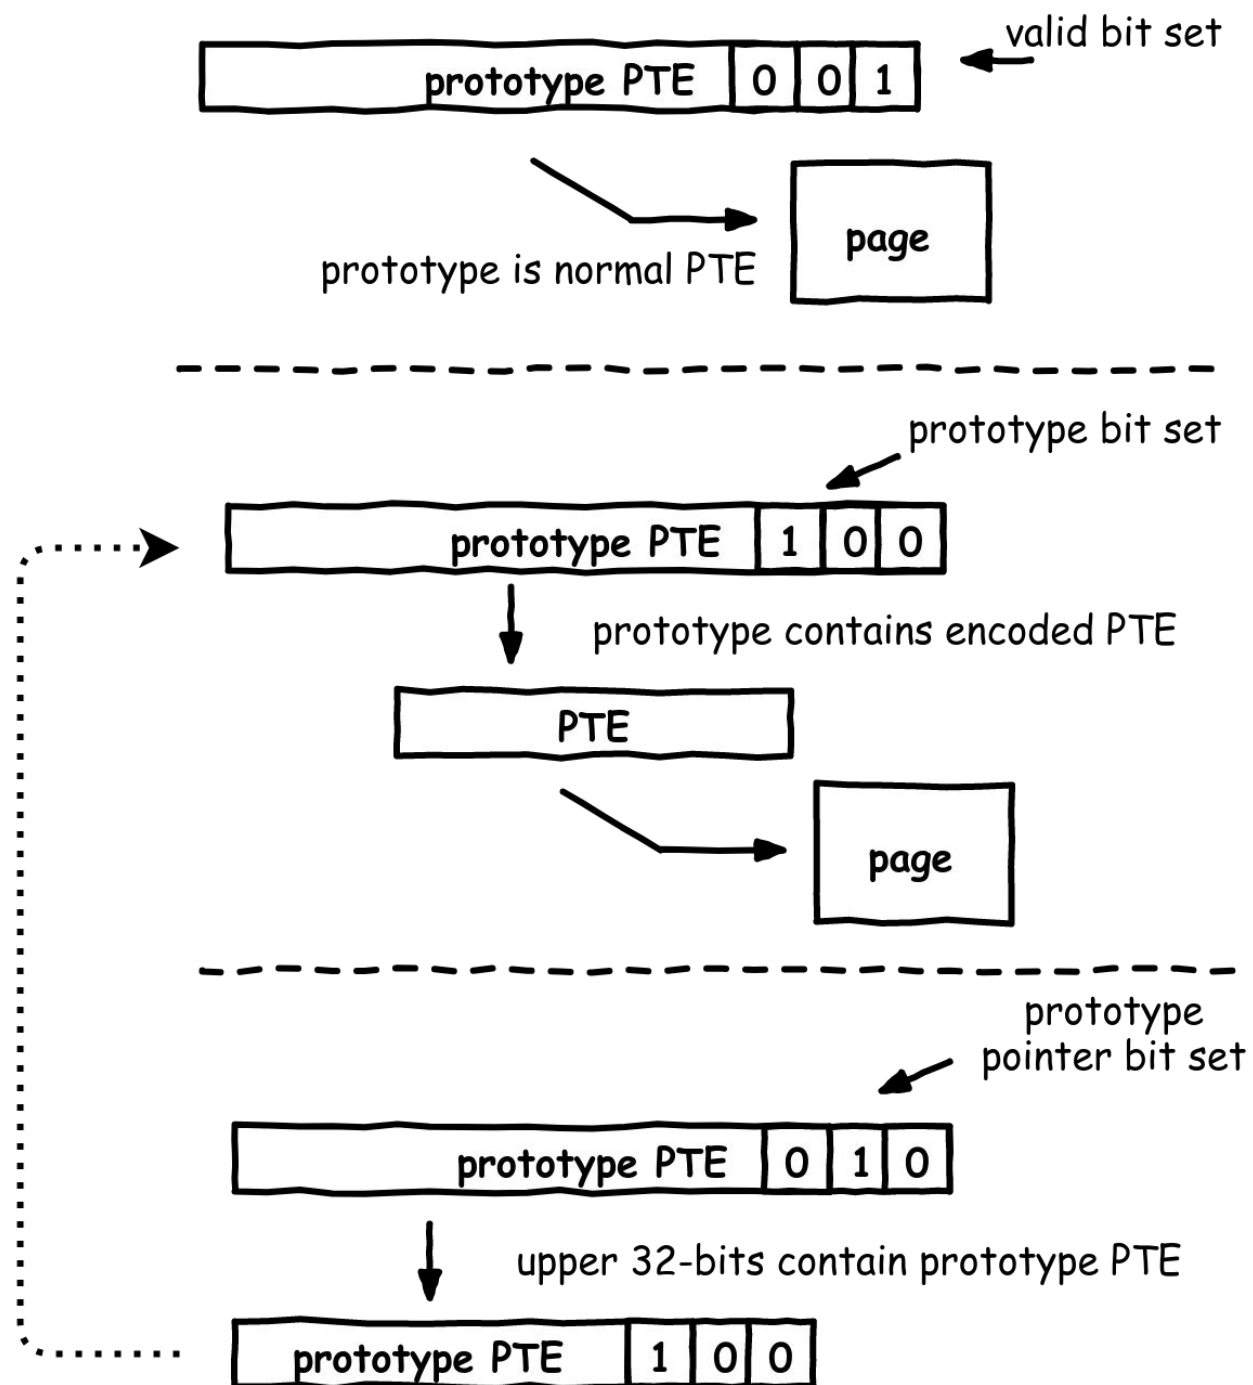 valid bit set
prototype PTE 0 0 1
page
prototype is normal PTE
prototype bit set
prototype PTE 1 0 0
prototype contains encoded PTE
PTE
page
prototype
pointer bit set
prototype PTE 0 1 0
upper 32-bits contain prototype PTE
prototype PTE 1 0 0